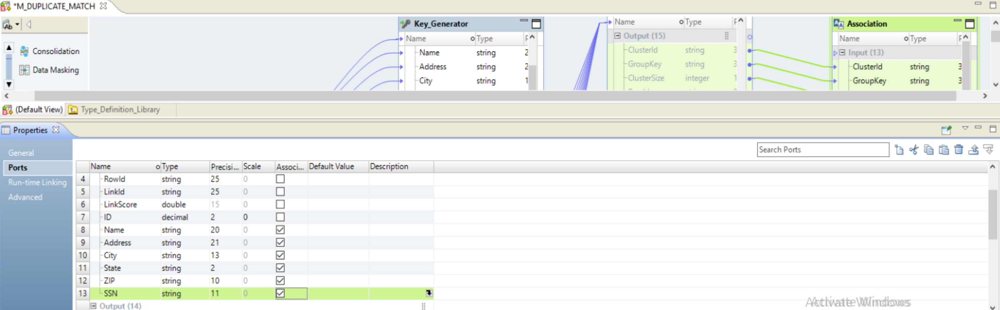 *M_DUPLICATE_MATCH
Ab
Consolidation
Data Masking
Key_Generator
Name Type
Name string 2
Address string 2
City string 1
Name Type
Output (15)
ClusterId string 3
GroupKey string 3
ClusterSize integer 1
Association
Name Type
Input (13)
ClusterId string 3
GroupKey string 3
(Default View) Type_Definition_Library
Properties
General
Ports
Run-time Linking
Advanced
Search Ports
Name Type Precisi... Scale Associ... Default Value Description
4 RowId string 25 0
5 LinkId string 25 0
6 LinkScore double 15 0
7 ID decimal 2 0
8 Name string 20 0
9 Address string 21 0
10 City string 13 0
11 State string 2 0
12 ZIP string 10 0
13 SSN string 11 0
Output (14)
Activate Windows